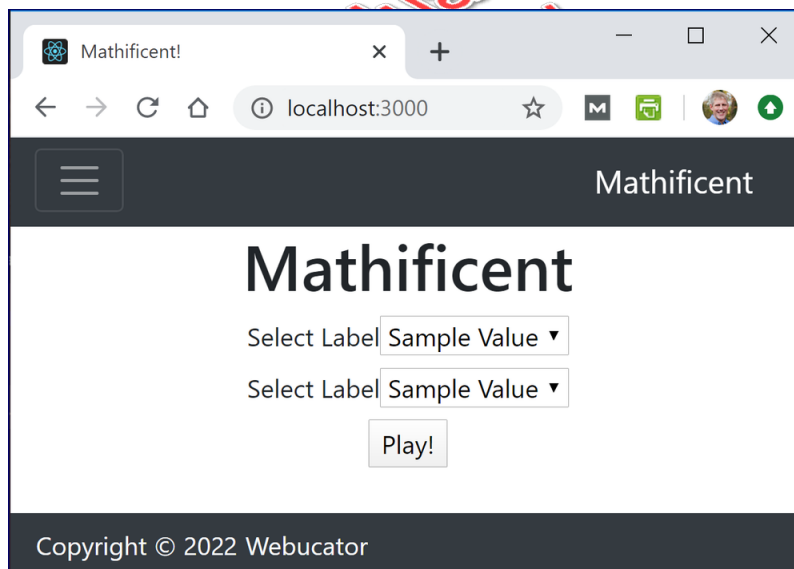 Mathificent!
localhost:3000
Mathificent
Mathificent
Select Label Sample Value
Select Label Sample Value
Play!
Copyright © 2022 Webucator